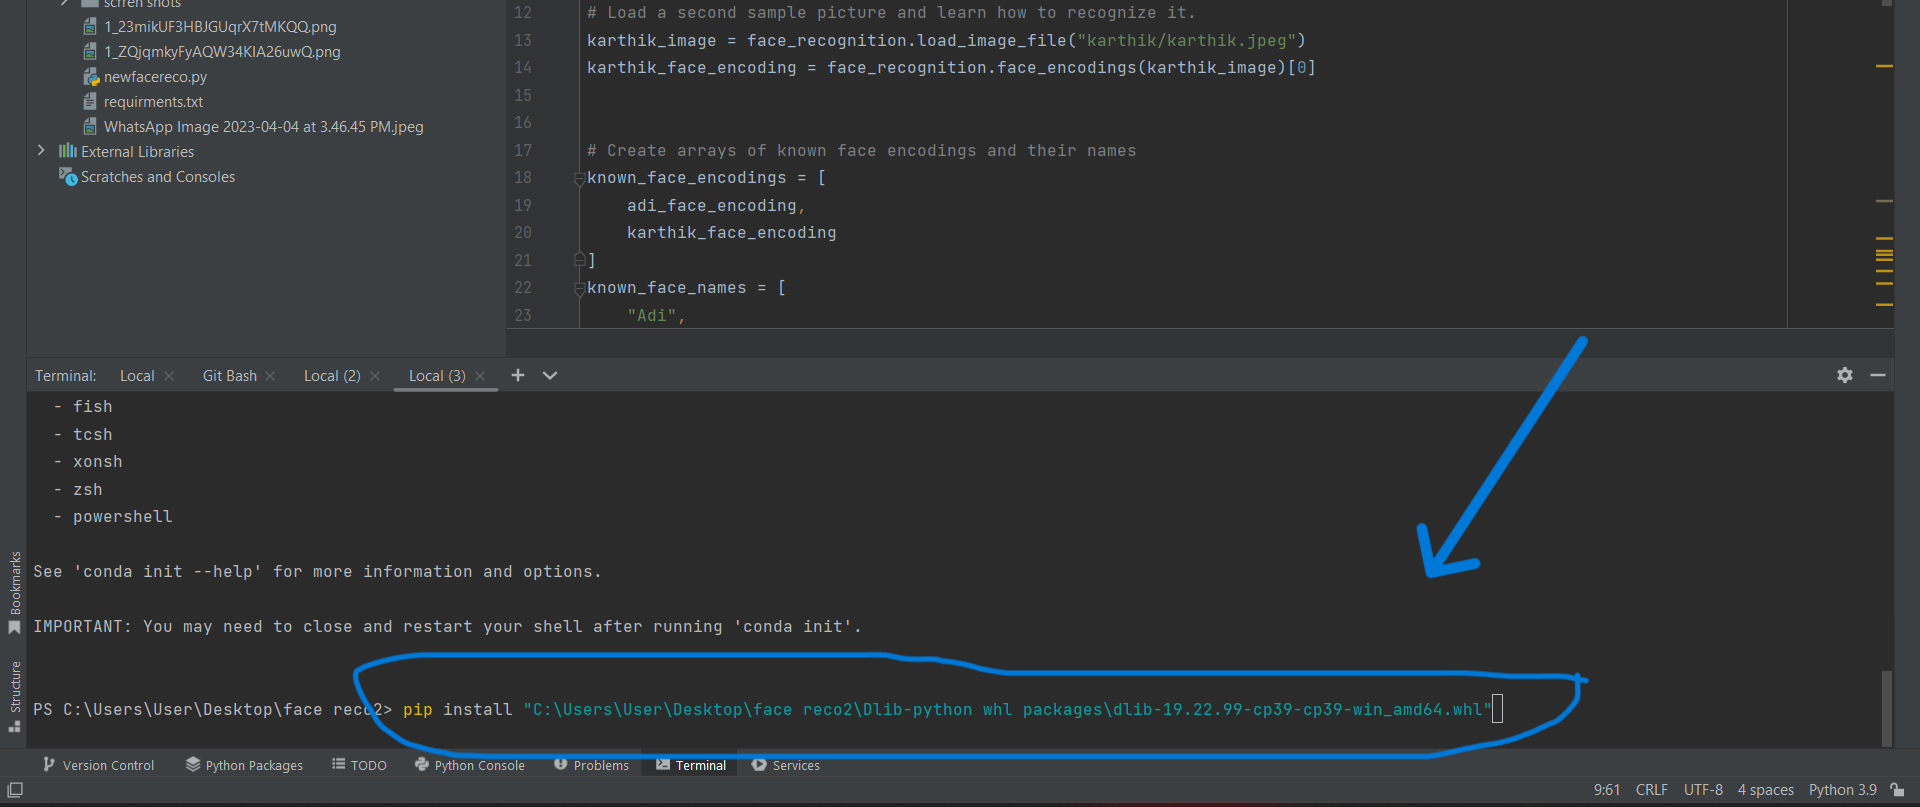 scrren shots
1_23mikUF3HBJGUqrX7tMKQQ.png
1_ZQjqmkyFyAQW34KIA26uwQ.png
newfacereco.py
requirments.txt
WhatsApp Image 2023-04-04 at 3.46.45 PM.jpeg
External Libraries
Scratches and Consoles
12 # Load a second sample picture and learn how to recognize it.
13 karthik_image = face_recognition.load_image_file("karthik/karthik.jpeg")
14 karthik_face_encoding = face_recognition.face_encodings(karthik_image)[0]
15
16
17 # Create arrays of known face encodings and their names
18 known_face_encodings = [
19 adi_face_encoding,
20 karthik_face_encoding
21 ]
22 known_face_names = [
23 "Adi",
Terminal: Local Git Bash Local (2) Local (3)
- fish
- tcsh
- xonsh
- zsh
- powershell
See 'conda init --help' for more information and options.
IMPORTANT: You may need to close and restart your shell after running 'conda init'.
PS C:\Users\User\Desktop\face reco2> pip install "C:\Users\User\Desktop\face reco2\Dlib-python whl packages\dlib-19.22.99-cp39-cp39-win_amd64.whl"
Bookmarks
Structure
Version Control Python Packages TODO Python Console Problems Terminal Services
9:61 CRLF UTF-8 4 spaces Python 3.9